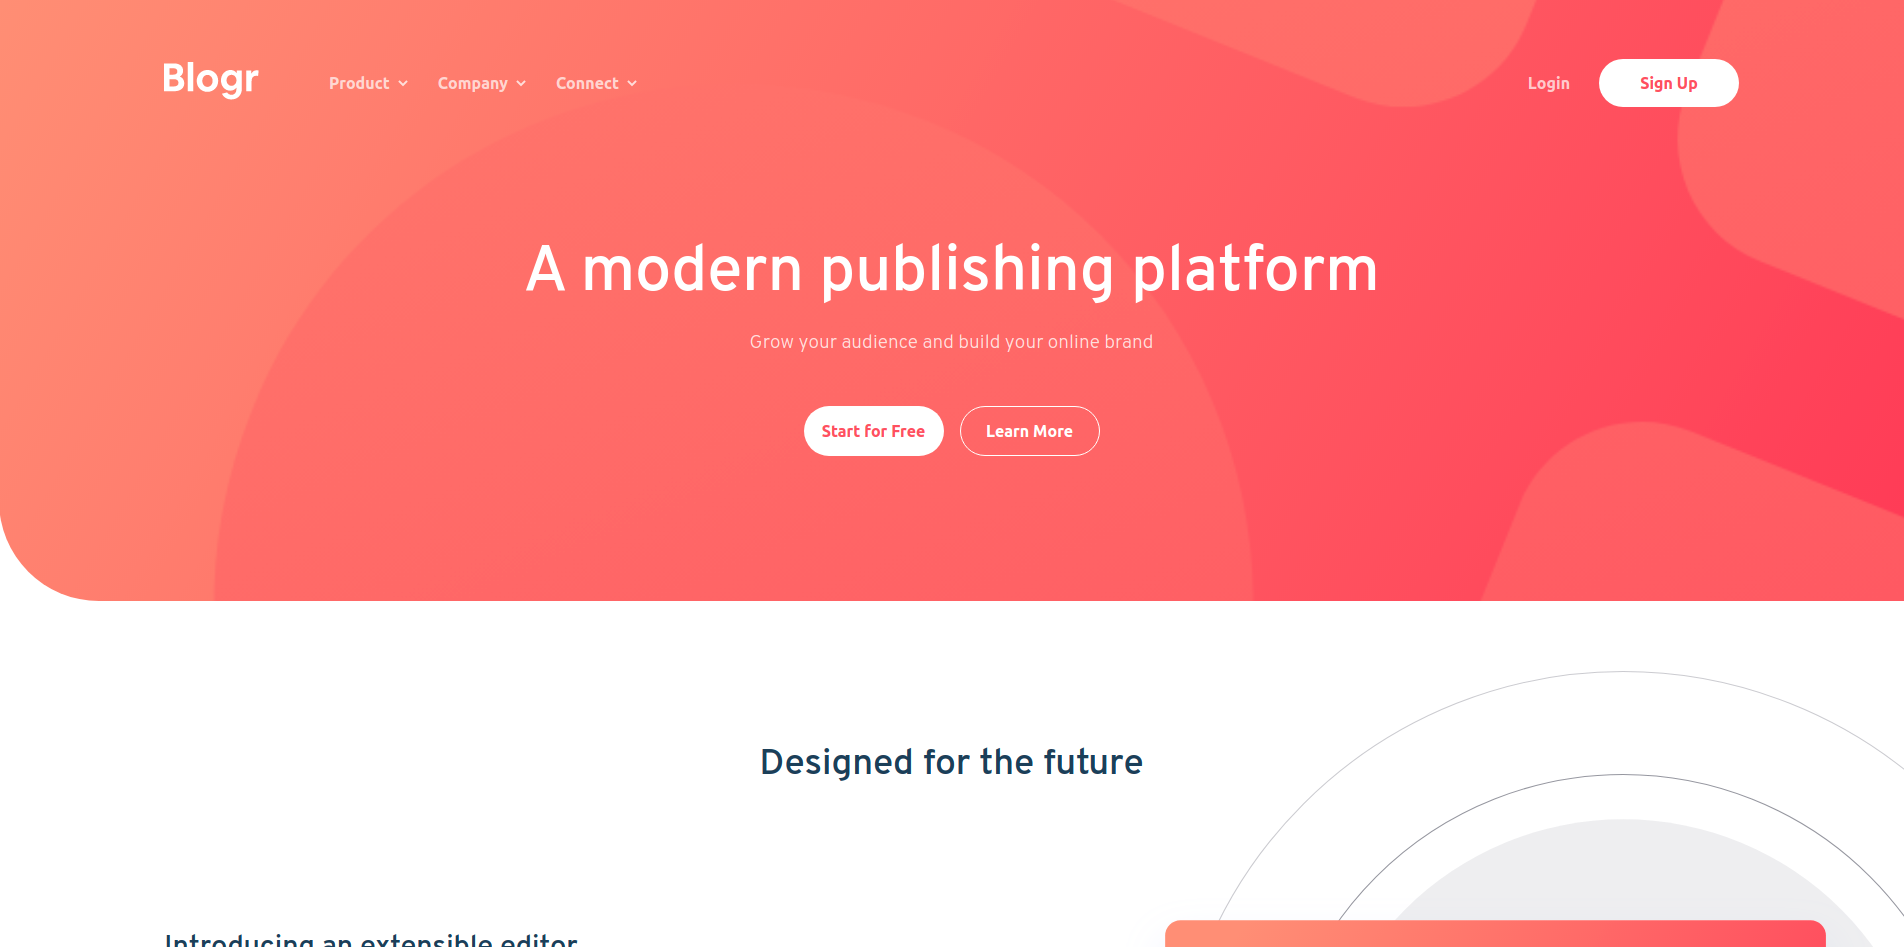 Blogr Product Company Connect Login Sign Up
A modern publishing platform
Grow your audience and build your online brand
Start for Free Learn More
Designed for the future
Introducing an extensible editor